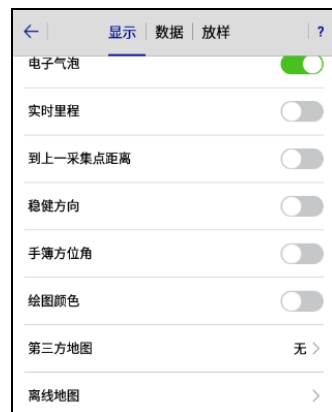 ← 显示 数据 放样 ?
电子气泡
实时里程
到上一采集点距离
稳健方向
手簿方位角
绘图颜色
第三方地图 无 >
离线地图 >